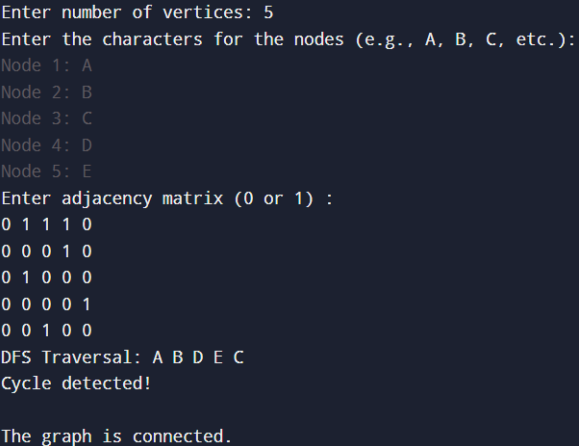 Enter number of vertices: 5
Enter the characters for the nodes (e.g., A, B, C, etc.):
Node 1: A
Node 2: B
Node 3: C
Node 4: D
Node 5: E
Enter adjacency matrix (0 or 1) :
0 1 1 1 0
0 0 0 1 0
0 1 0 0 0
0 0 0 0 1
0 0 1 0 0
DFS Traversal: A B D E C
Cycle detected!
The graph is connected.